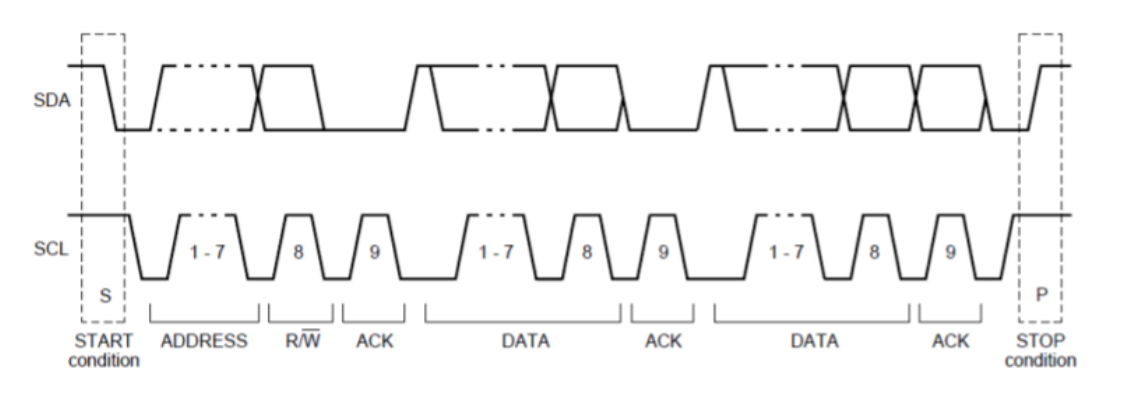 SDA
SCL
1 - 7
8
9
1 - 7
8
9
1 - 7
8
9
S
P
START
condition
ADDRESS
R/W̅
ACK
DATA
ACK
DATA
ACK
STOP
condition